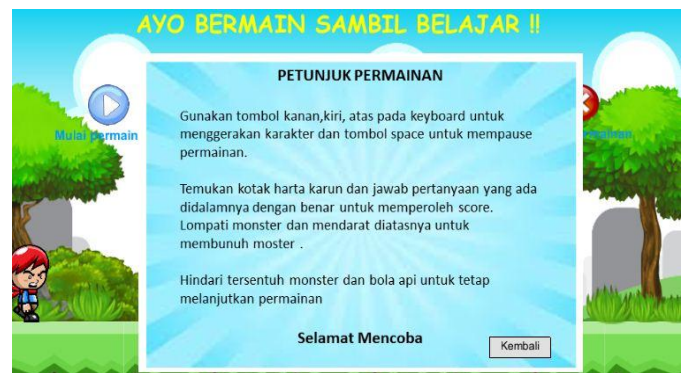 AYO BERMAIN SAMBIL BELAJAR !!
PETUNJUK PERMAINAN
Gunakan tombol kanan,kiri, atas pada keyboard untuk
menggerakan karakter dan tombol space untuk mempause
permainan.
Temukan kotak harta karun dan jawab pertanyaan yang ada
didalamnya dengan benar untuk memperoleh score.
Lompati monster dan mendarat diatasnya untuk
membunuh moster .
Hindari tersentuh monster dan bola api untuk tetap
melanjutkan permainan
Selamat Mencoba
Kembali
Mulai permain